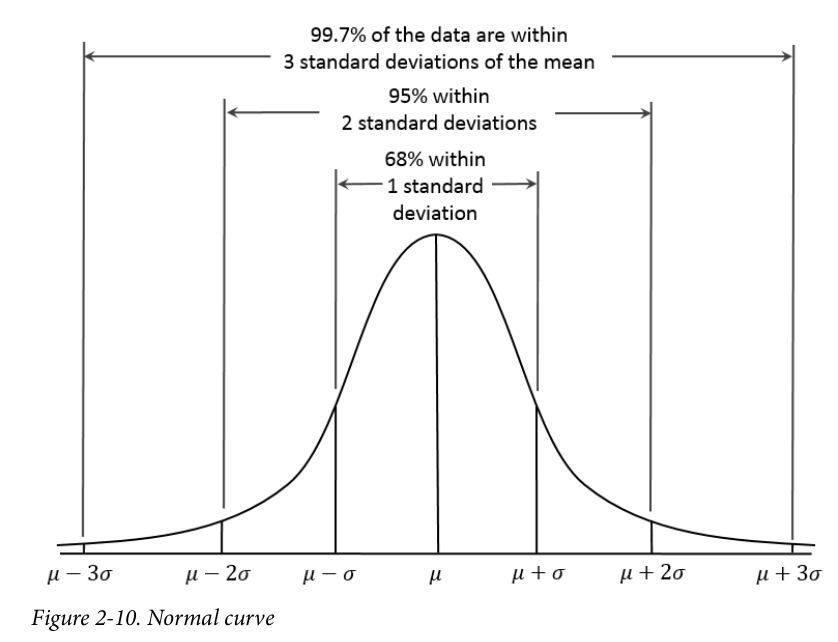 99.7% of the data are within
3 standard deviations of the mean
95% within
2 standard deviations
68% within
1 standard
deviation
μ − 3σ μ − 2σ μ − σ μ μ + σ μ + 2σ μ + 3σ
Figure 2-10. Normal curve